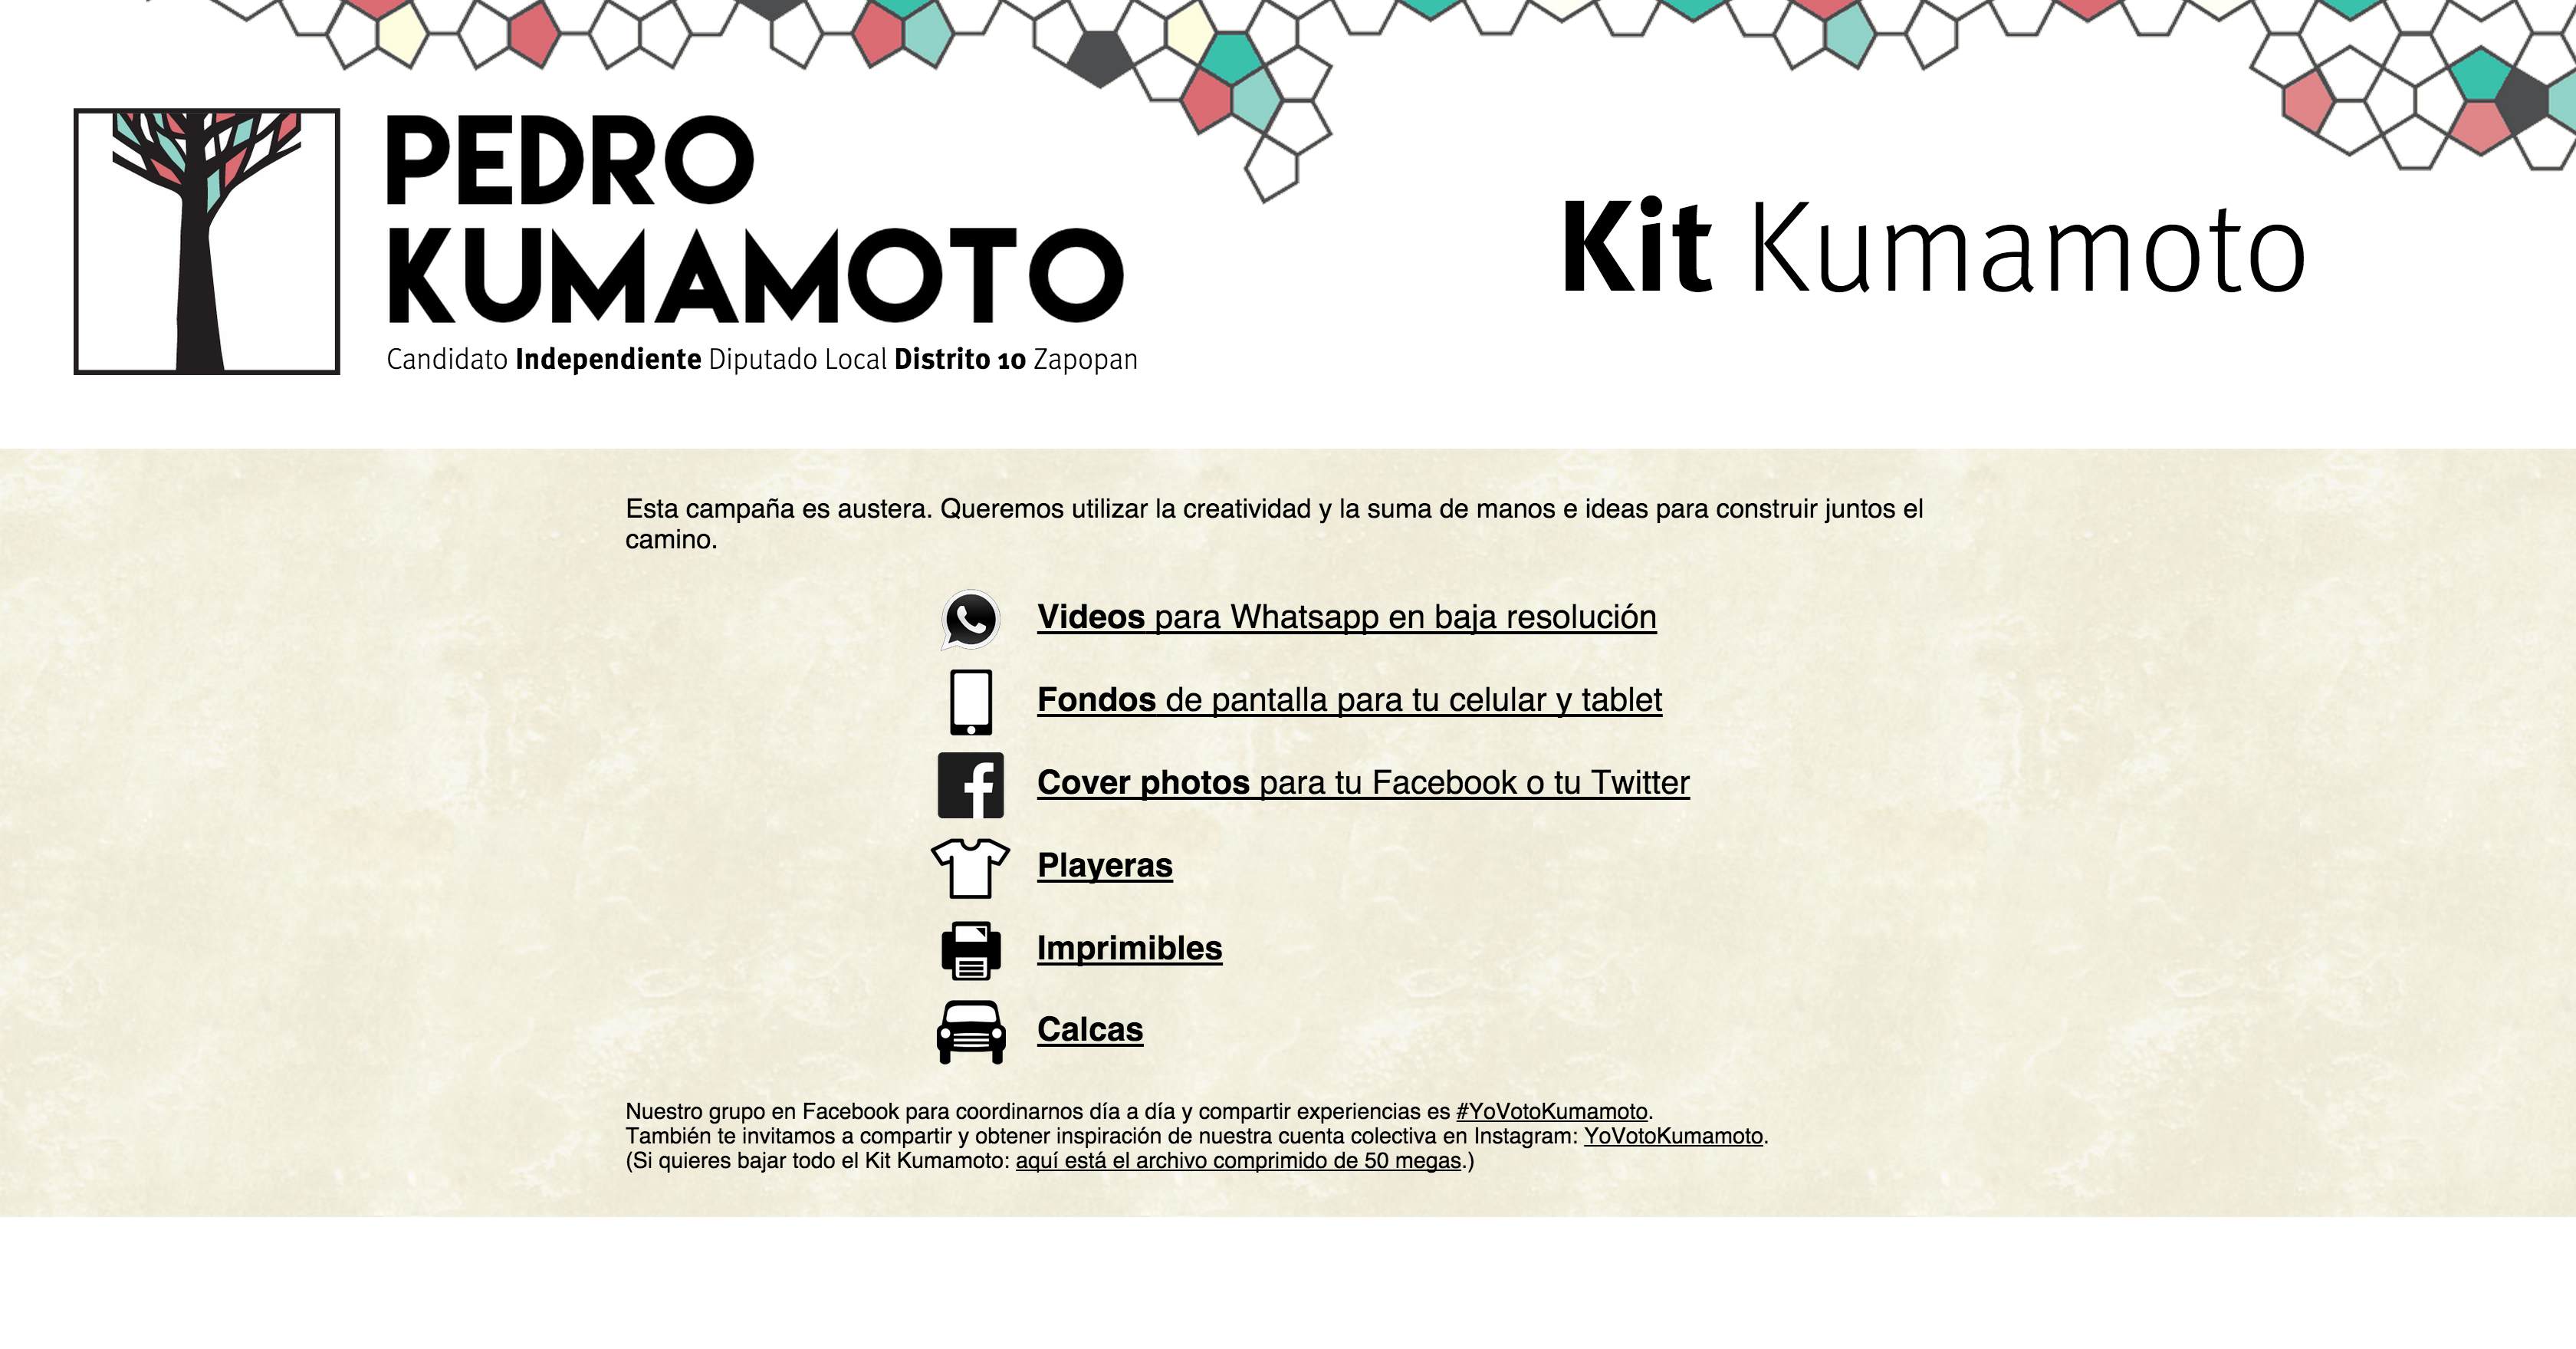 PEDRO
KUMAMOTO
Candidato Independiente Diputado Local Distrito 10 Zapopan
Kit Kumamoto
Esta campaña es austera. Queremos utilizar la creatividad y la suma de manos e ideas para construir juntos el
camino.
Videos para Whatsapp en baja resolución
Fondos de pantalla para tu celular y tablet
Cover photos para tu Facebook o tu Twitter
Playeras
Imprimibles
Calcas
Nuestro grupo en Facebook para coordinarnos día a día y compartir experiencias es #YoVotoKumamoto.
También te invitamos a compartir y obtener inspiración de nuestra cuenta colectiva en Instagram: YoVotoKumamoto.
(Si quieres bajar todo el Kit Kumamoto: aquí está el archivo comprimido de 50 megas.)